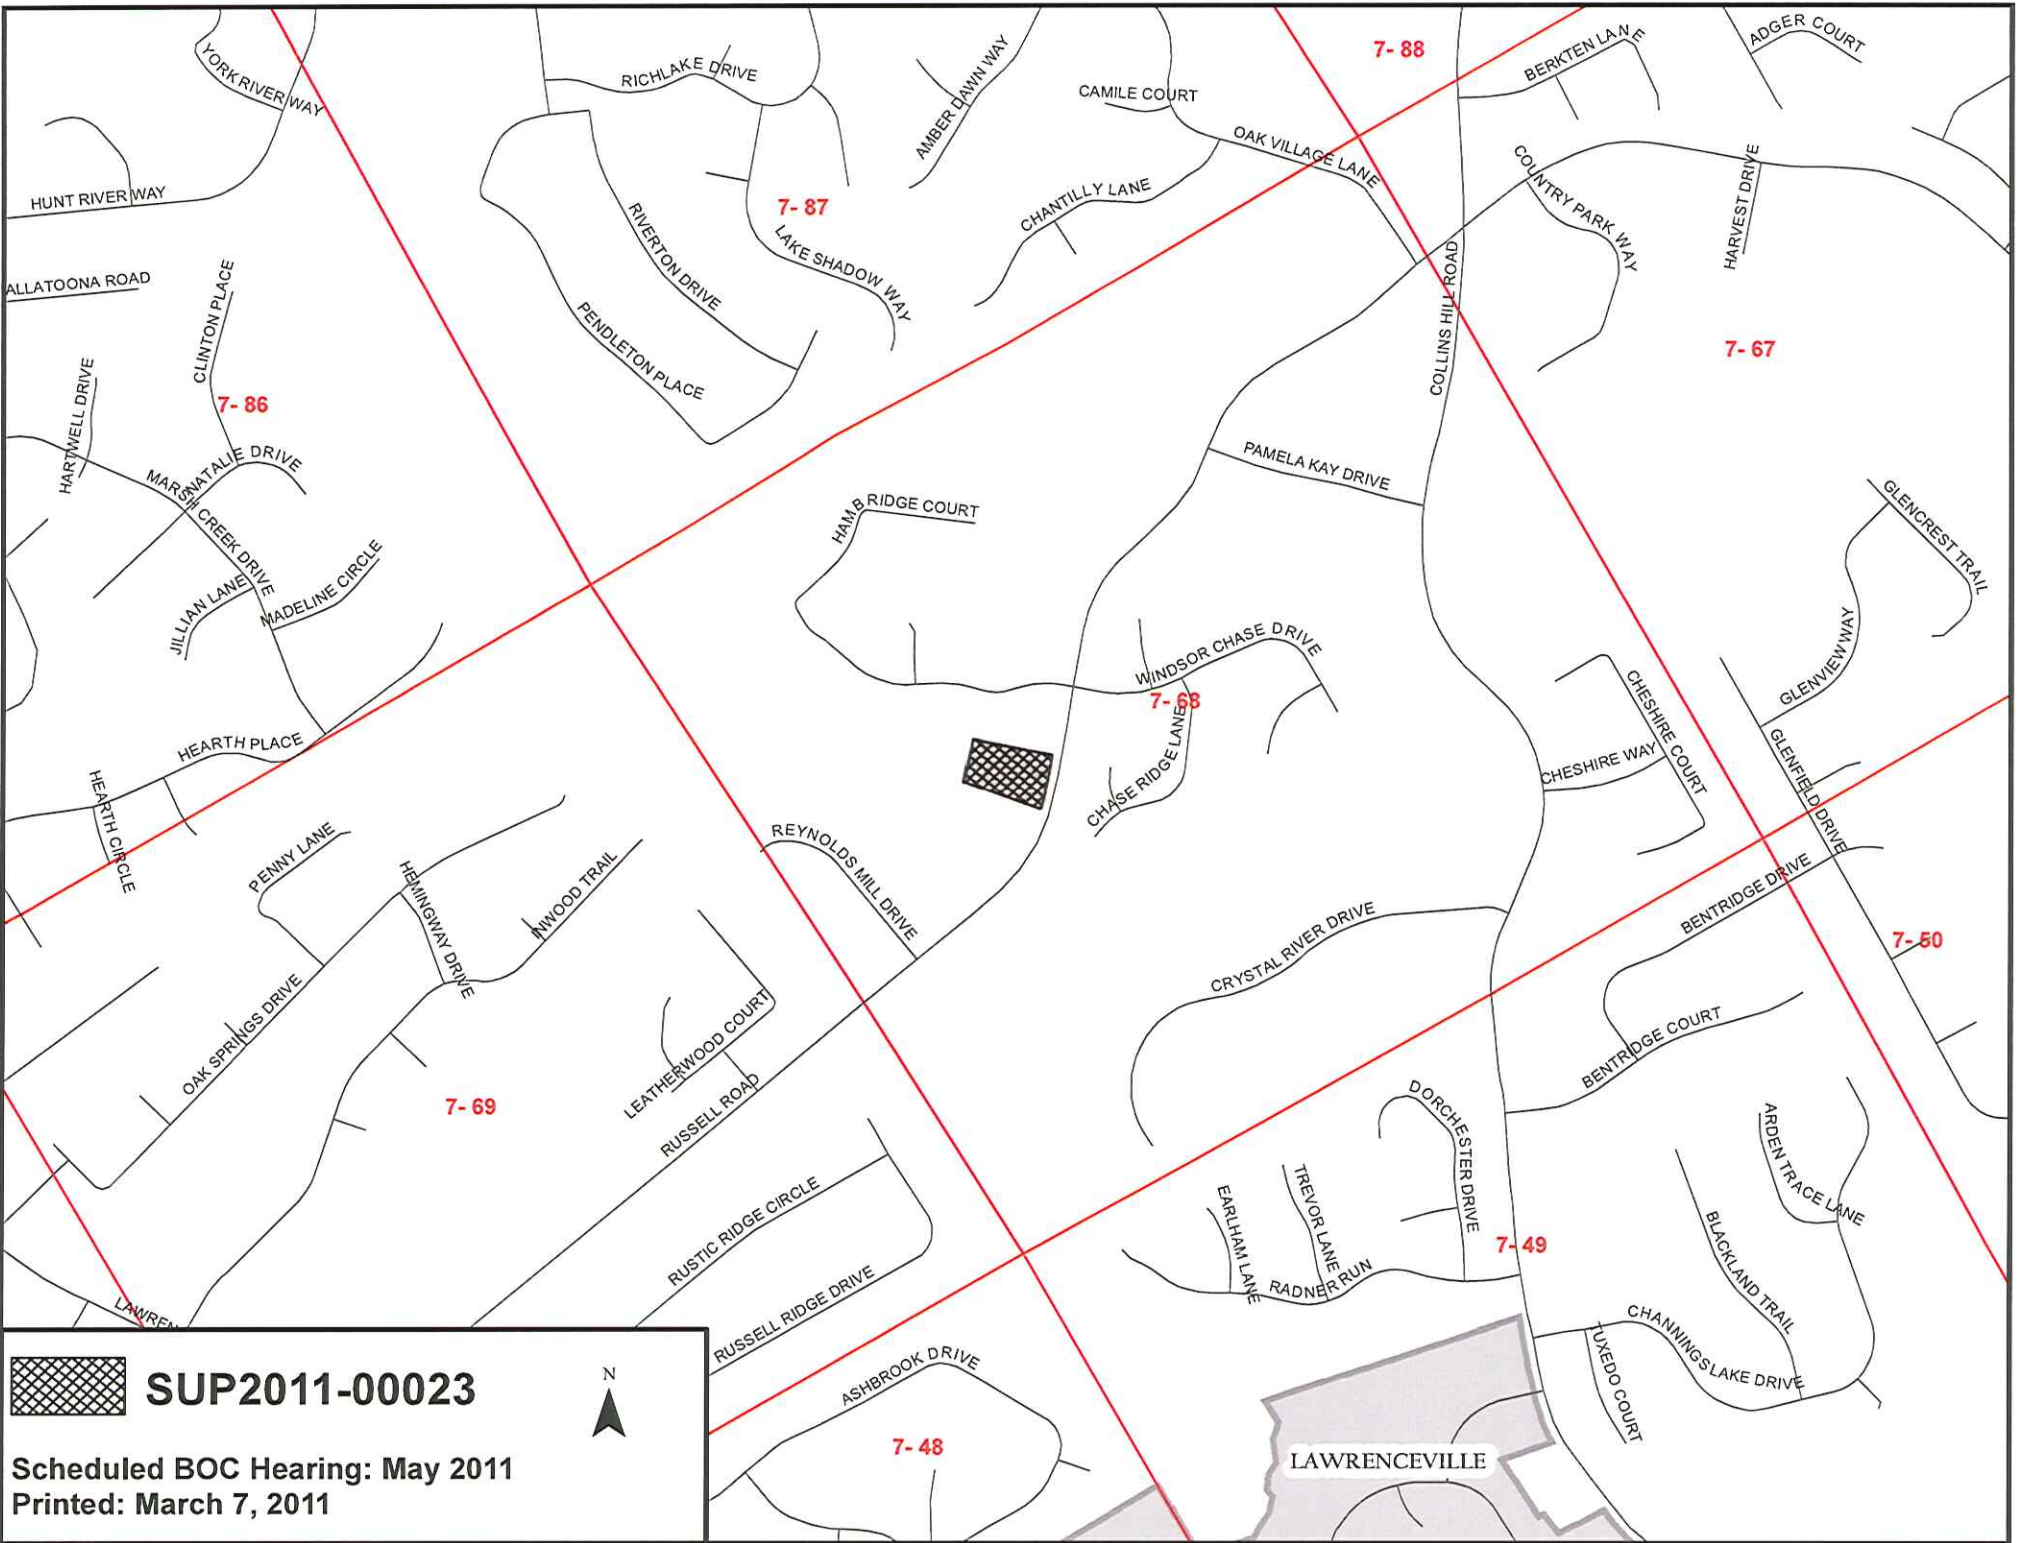 YORK RIVER WAY
HUNT RIVER WAY
ALLATOONA ROAD
CLINTON PLACE
HARTWELL DRIVE
7- 86
MARSH CREEK DRIVE
NATALIE DRIVE
JILLIAN LANE
MADELINE CIRCLE
RICHLAKE DRIVE
AMBER DAWN WAY
RIVERTON DRIVE
PENDLETON PLACE
7- 87
LAKE SHADOW WAY
CAMILE COURT
CHANTILLY LANE
OAK VILLAGE LANE
7- 88
BERKTEN LANE
ADGER COURT
COUNTRY PARK WAY
HARVEST DRIVE
COLLINS HILL ROAD
7- 67
PAMELA KAY DRIVE
HAMBRIDGE COURT
WINDSOR CHASE DRIVE
7- 68
CHASE RIDGE LANE
GLENCREST TRAIL
GLENVIEW WAY
CHESHIRE COURT
CHESHIRE WAY
GLENFIELD DRIVE
HEARTH PLACE
HEARTH CIRCLE
PENNY LANE
HEMINGWAY DRIVE
INWOOD TRAIL
OAK SPRINGS DRIVE
REYNOLDS MILL DRIVE
LEATHERWOOD COURT
RUSSELL ROAD
7- 69
CRYSTAL RIVER DRIVE
BENTRIDGE DRIVE
7- 50
BENTRIDGE COURT
DORCHESTER DRIVE
EARLHAM LANE
TREVOR LANE
RADNER RUN
7- 49
ARDEN TRACE LANE
BLACKLAND TRAIL
CHANNINGS LAKE DRIVE
TUXEDO COURT
RUSTIC RIDGE CIRCLE
RUSSELL RIDGE DRIVE
ASHBROOK DRIVE
7- 48
LAWRENCEVILLE
LAWREN
SUP2011-00023
N
Scheduled BOC Hearing: May 2011
Printed: March 7, 2011